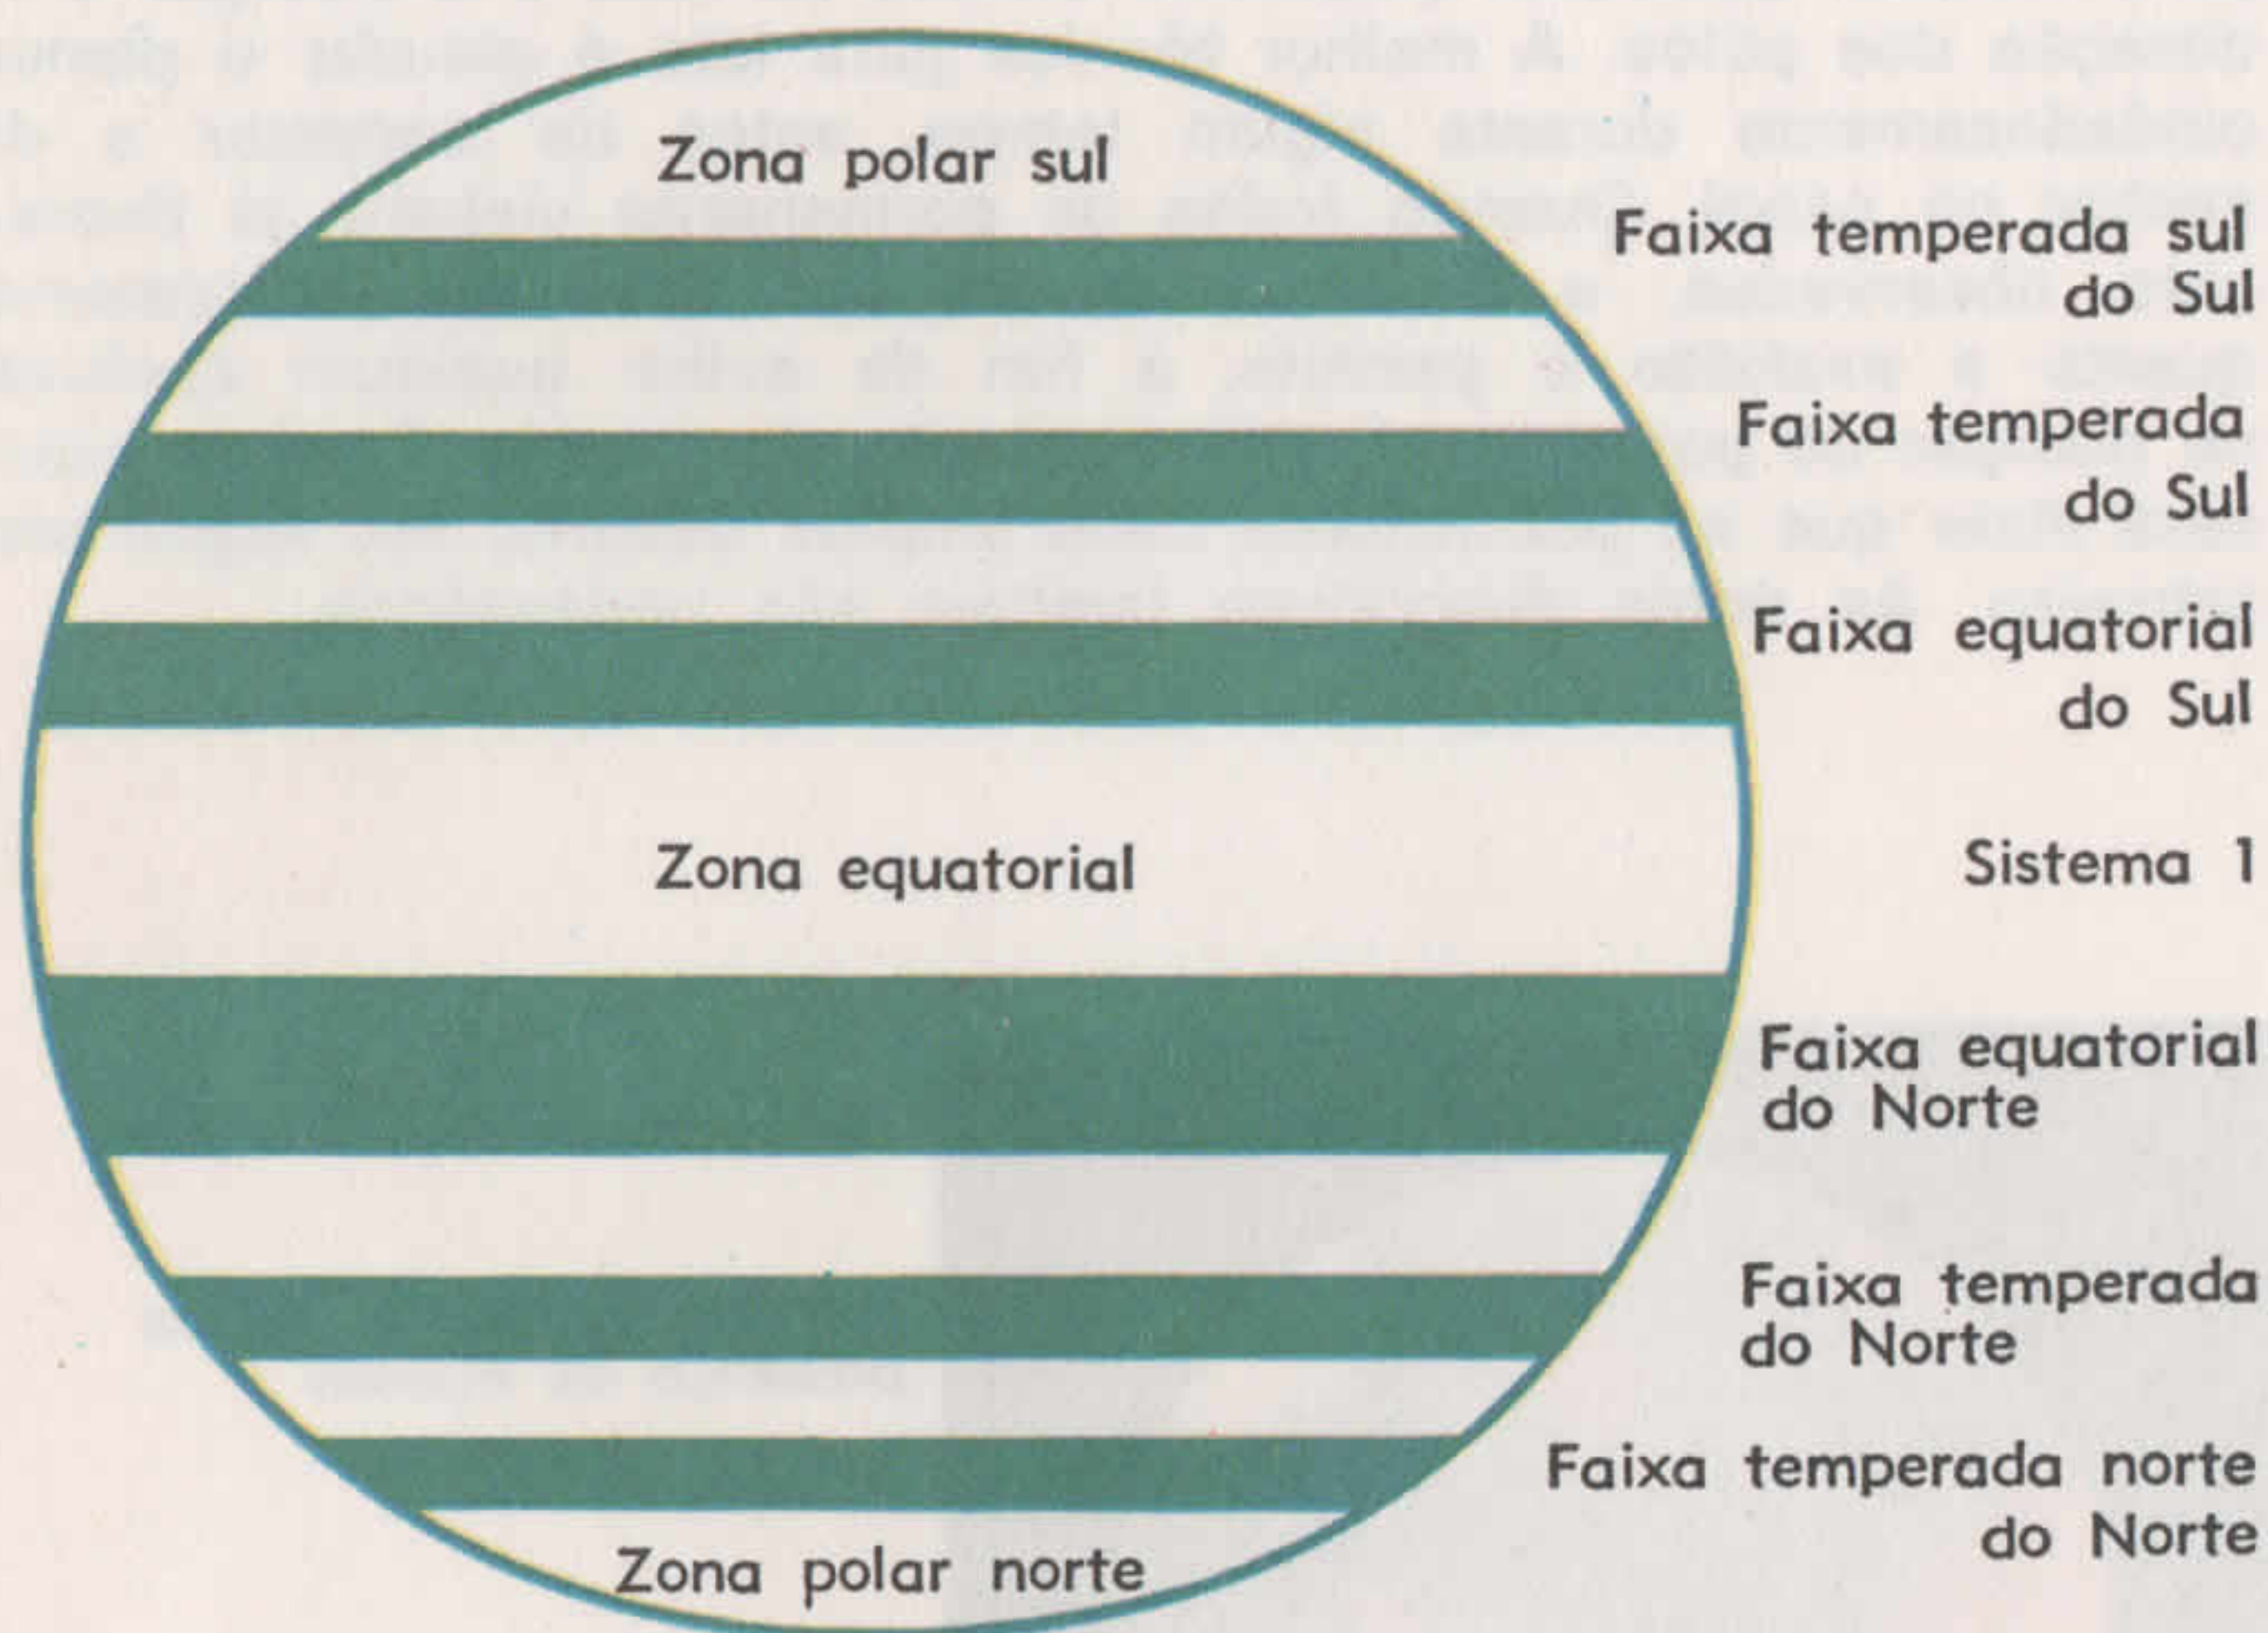 Zona polar sul
Faixa temperada sul
do Sul
Faixa temperada
do Sul
Faixa equatorial
do Sul
Zona equatorial
Sistema 1
Faixa equatorial
do Norte
Faixa temperada
do Norte
Faixa temperada norte
do Norte
Zona polar norte